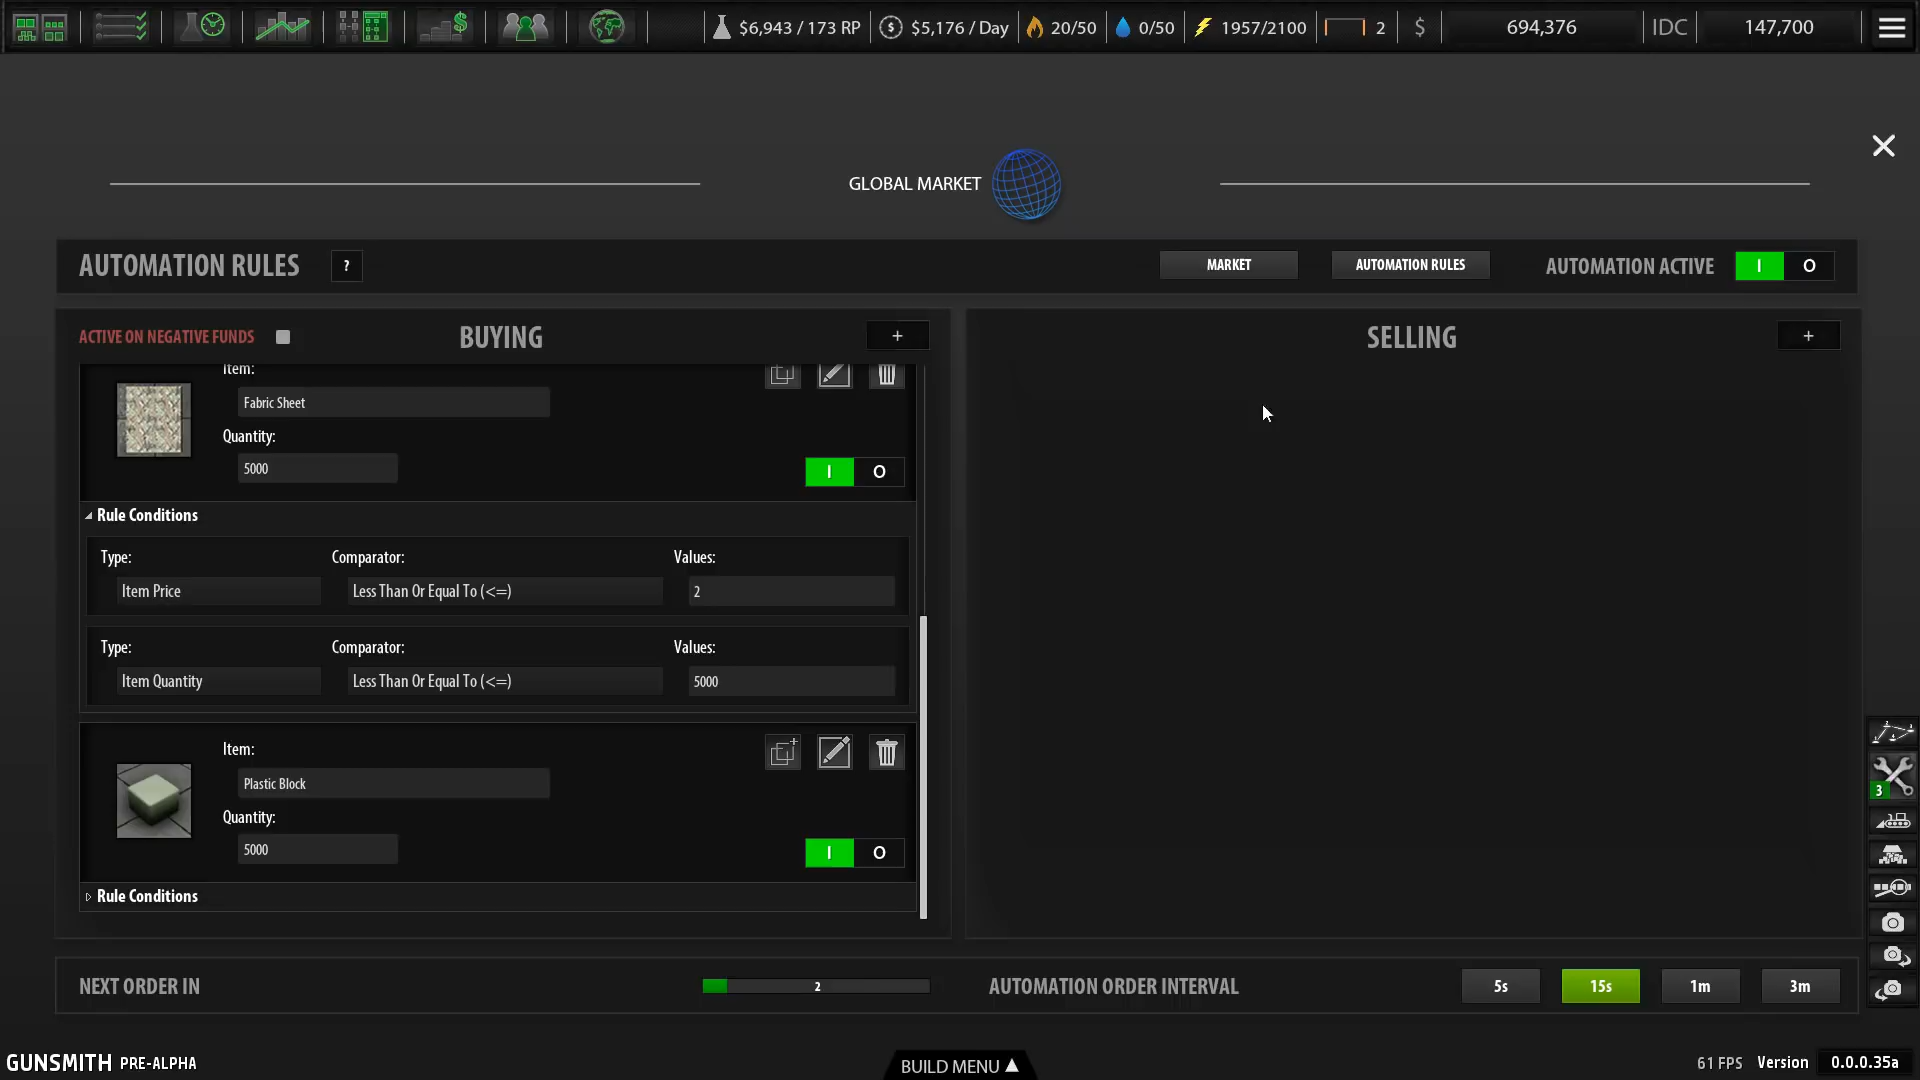 $6,943 / 173 RP $5,176 / Day 20/50 0/50 1957/2100 2 $ 694,376 IDC 147,700
GLOBAL MARKET
AUTOMATION RULES ? MARKET AUTOMATION RULES AUTOMATION ACTIVE I O
ACTIVE ON NEGATIVE FUNDS BUYING + SELLING +
Item:
Fabric Sheet
Quantity:
5000 I O
Rule Conditions
Type: Comparator: Values:
Item Price Less Than Or Equal To (<=) 2
Type: Comparator: Values:
Item Quantity Less Than Or Equal To (<=) 5000
Item:
Plastic Block
Quantity:
5000 I O
Rule Conditions
3
NEXT ORDER IN 2 AUTOMATION ORDER INTERVAL 5s 15s 1m 3m
GUNSMITH PRE-ALPHA BUILD MENU 61 FPS Version 0.0.0.35a